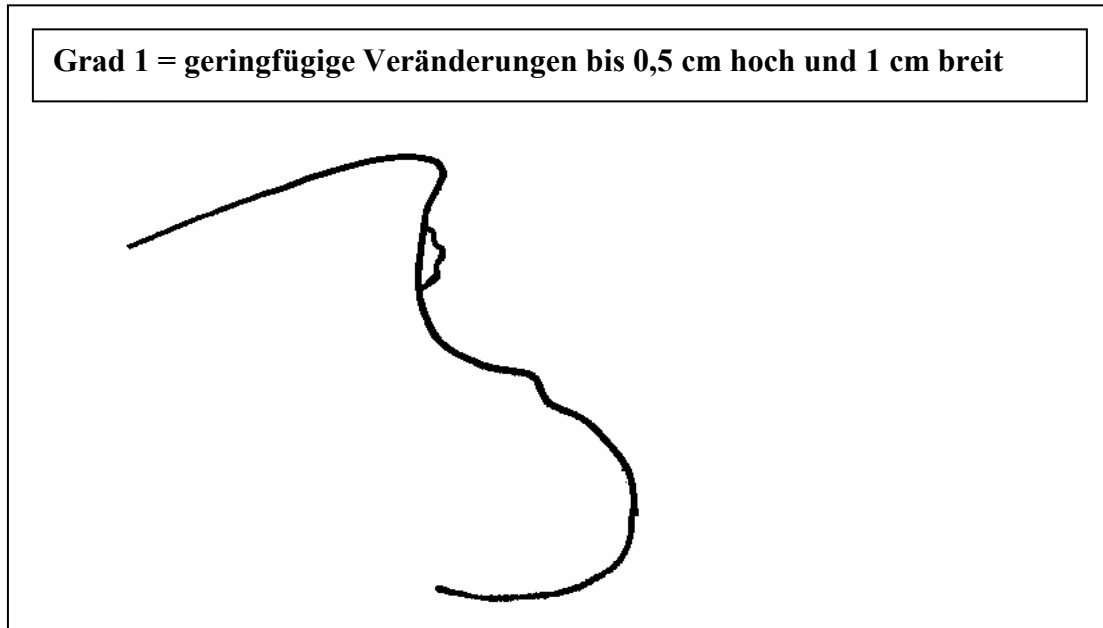 Grad 1 = geringfügige Veränderungen bis 0,5 cm hoch und 1 cm breit